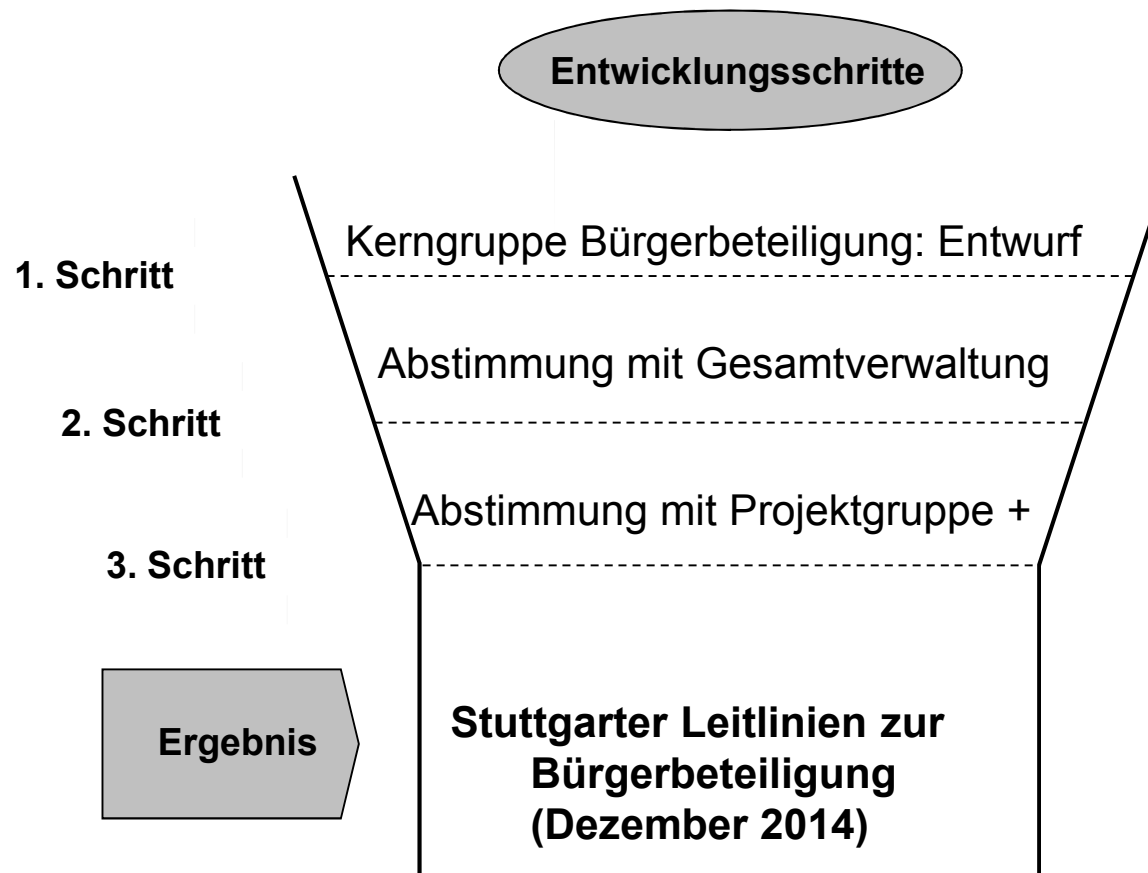 Entwicklungsschritte
Kerngruppe Bürgerbeteiligung: Entwurf
1. Schritt
Abstimmung mit Gesamtverwaltung
2. Schritt
Abstimmung mit Projektgruppe +
3. Schritt
Ergebnis
Stuttgarter Leitlinien zur
Bürgerbeteiligung
(Dezember 2014)